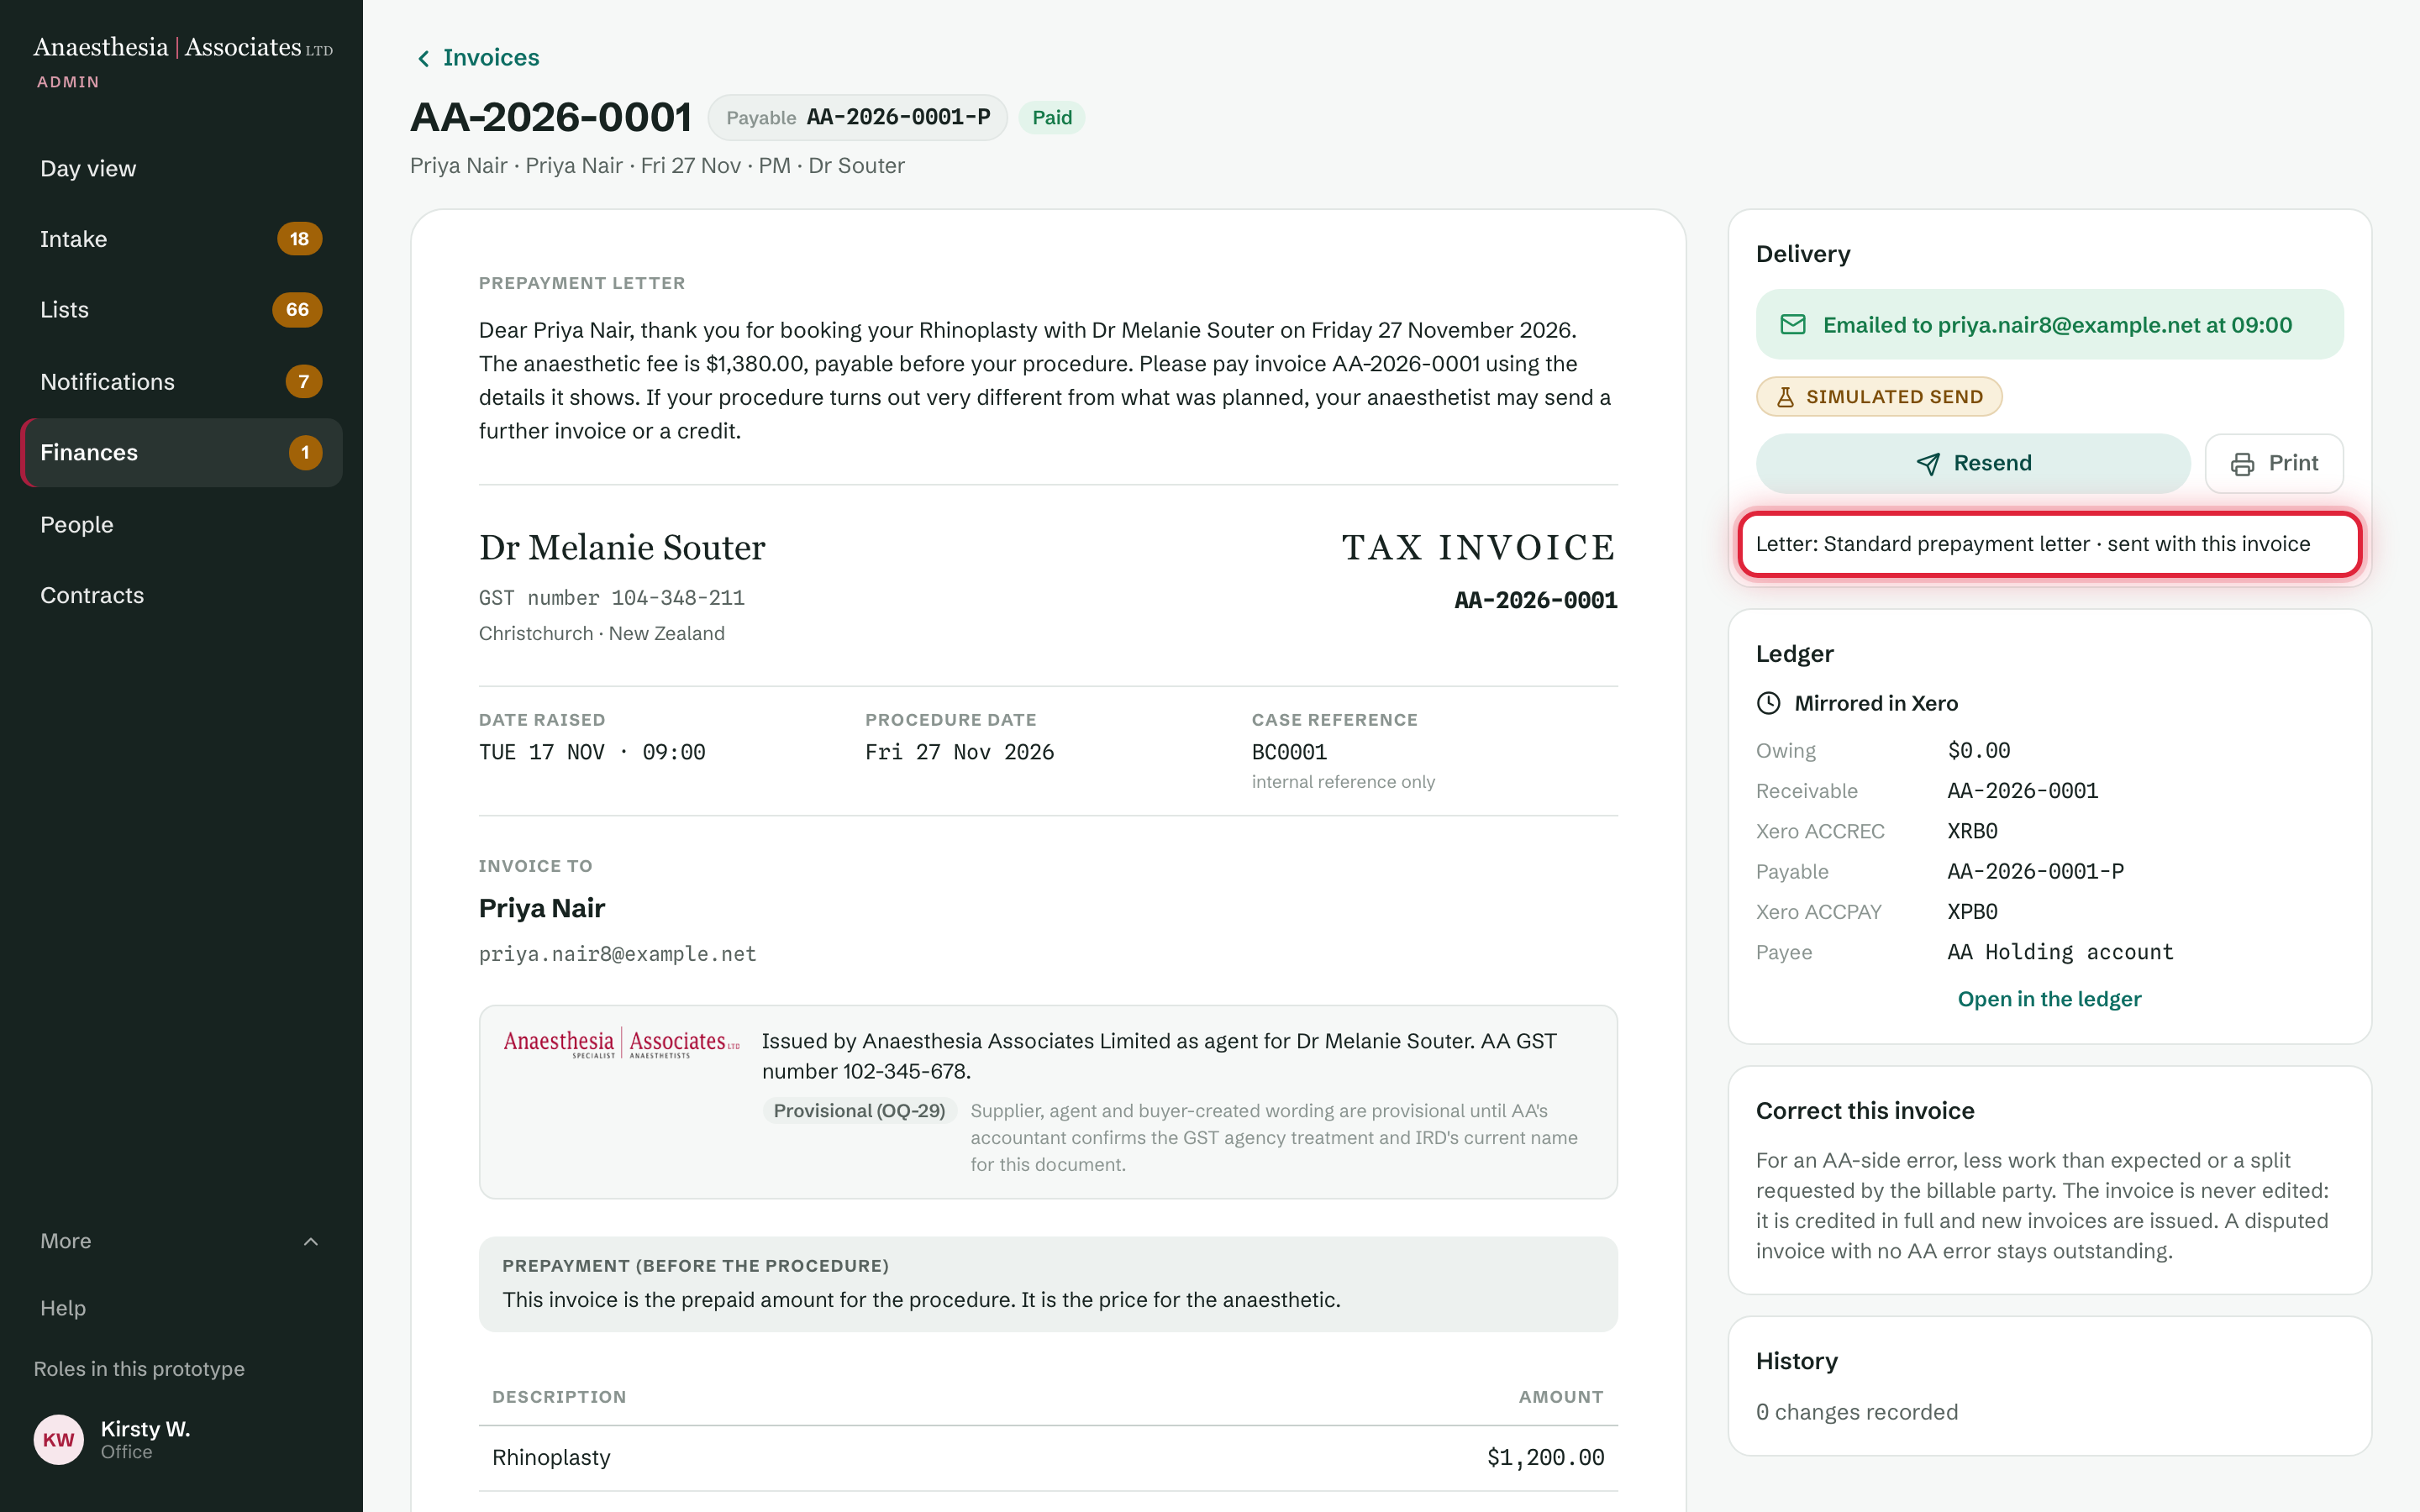 Anaesthesia | Associates LTD
ADMIN
Day view
Intake 18
Lists 66
Notifications 7
Finances 1
People
Contracts
More
Help
Roles in this prototype
KW
Kirsty W.
Office
Invoices
AA-2026-0001 Payable AA-2026-0001-P Paid
Priya Nair · Priya Nair · Fri 27 Nov · PM · Dr Souter
PREPAYMENT LETTER
Dear Priya Nair, thank you for booking your Rhinoplasty with Dr Melanie Souter on Friday 27 November 2026.
The anaesthetic fee is $1,380.00, payable before your procedure. Please pay invoice AA-2026-0001 using the
details it shows. If your procedure turns out very different from what was planned, your anaesthetist may send a
further invoice or a credit.
Dr Melanie Souter
GST number 104-348-211
Christchurch · New Zealand
TAX INVOICE
AA-2026-0001
DATE RAISED
TUE 17 NOV · 09:00
PROCEDURE DATE
Fri 27 Nov 2026
CASE REFERENCE
BC0001
internal reference only
INVOICE TO
Priya Nair
priya.nair8@example.net
Anaesthesia | Associates LTD
SPECIALIST ANAESTHETISTS
Issued by Anaesthesia Associates Limited as agent for Dr Melanie Souter. AA GST
number 102-345-678.
Provisional (OQ-29)
Supplier, agent and buyer-created wording are provisional until AA's
accountant confirms the GST agency treatment and IRD's current name
for this document.
PREPAYMENT (BEFORE THE PROCEDURE)
This invoice is the prepaid amount for the procedure. It is the price for the anaesthetic.
DESCRIPTION AMOUNT
Rhinoplasty $1,200.00
Delivery
Emailed to priya.nair8@example.net at 09:00
SIMULATED SEND
Resend
Print
Letter: Standard prepayment letter · sent with this invoice
Ledger
Mirrored in Xero
Owing $0.00
Receivable AA-2026-0001
Xero ACCREC XRB0
Payable AA-2026-0001-P
Xero ACCPAY XPB0
Payee AA Holding account
Open in the ledger
Correct this invoice
For an AA-side error, less work than expected or a split
requested by the billable party. The invoice is never edited:
it is credited in full and new invoices are issued. A disputed
invoice with no AA error stays outstanding.
History
0 changes recorded